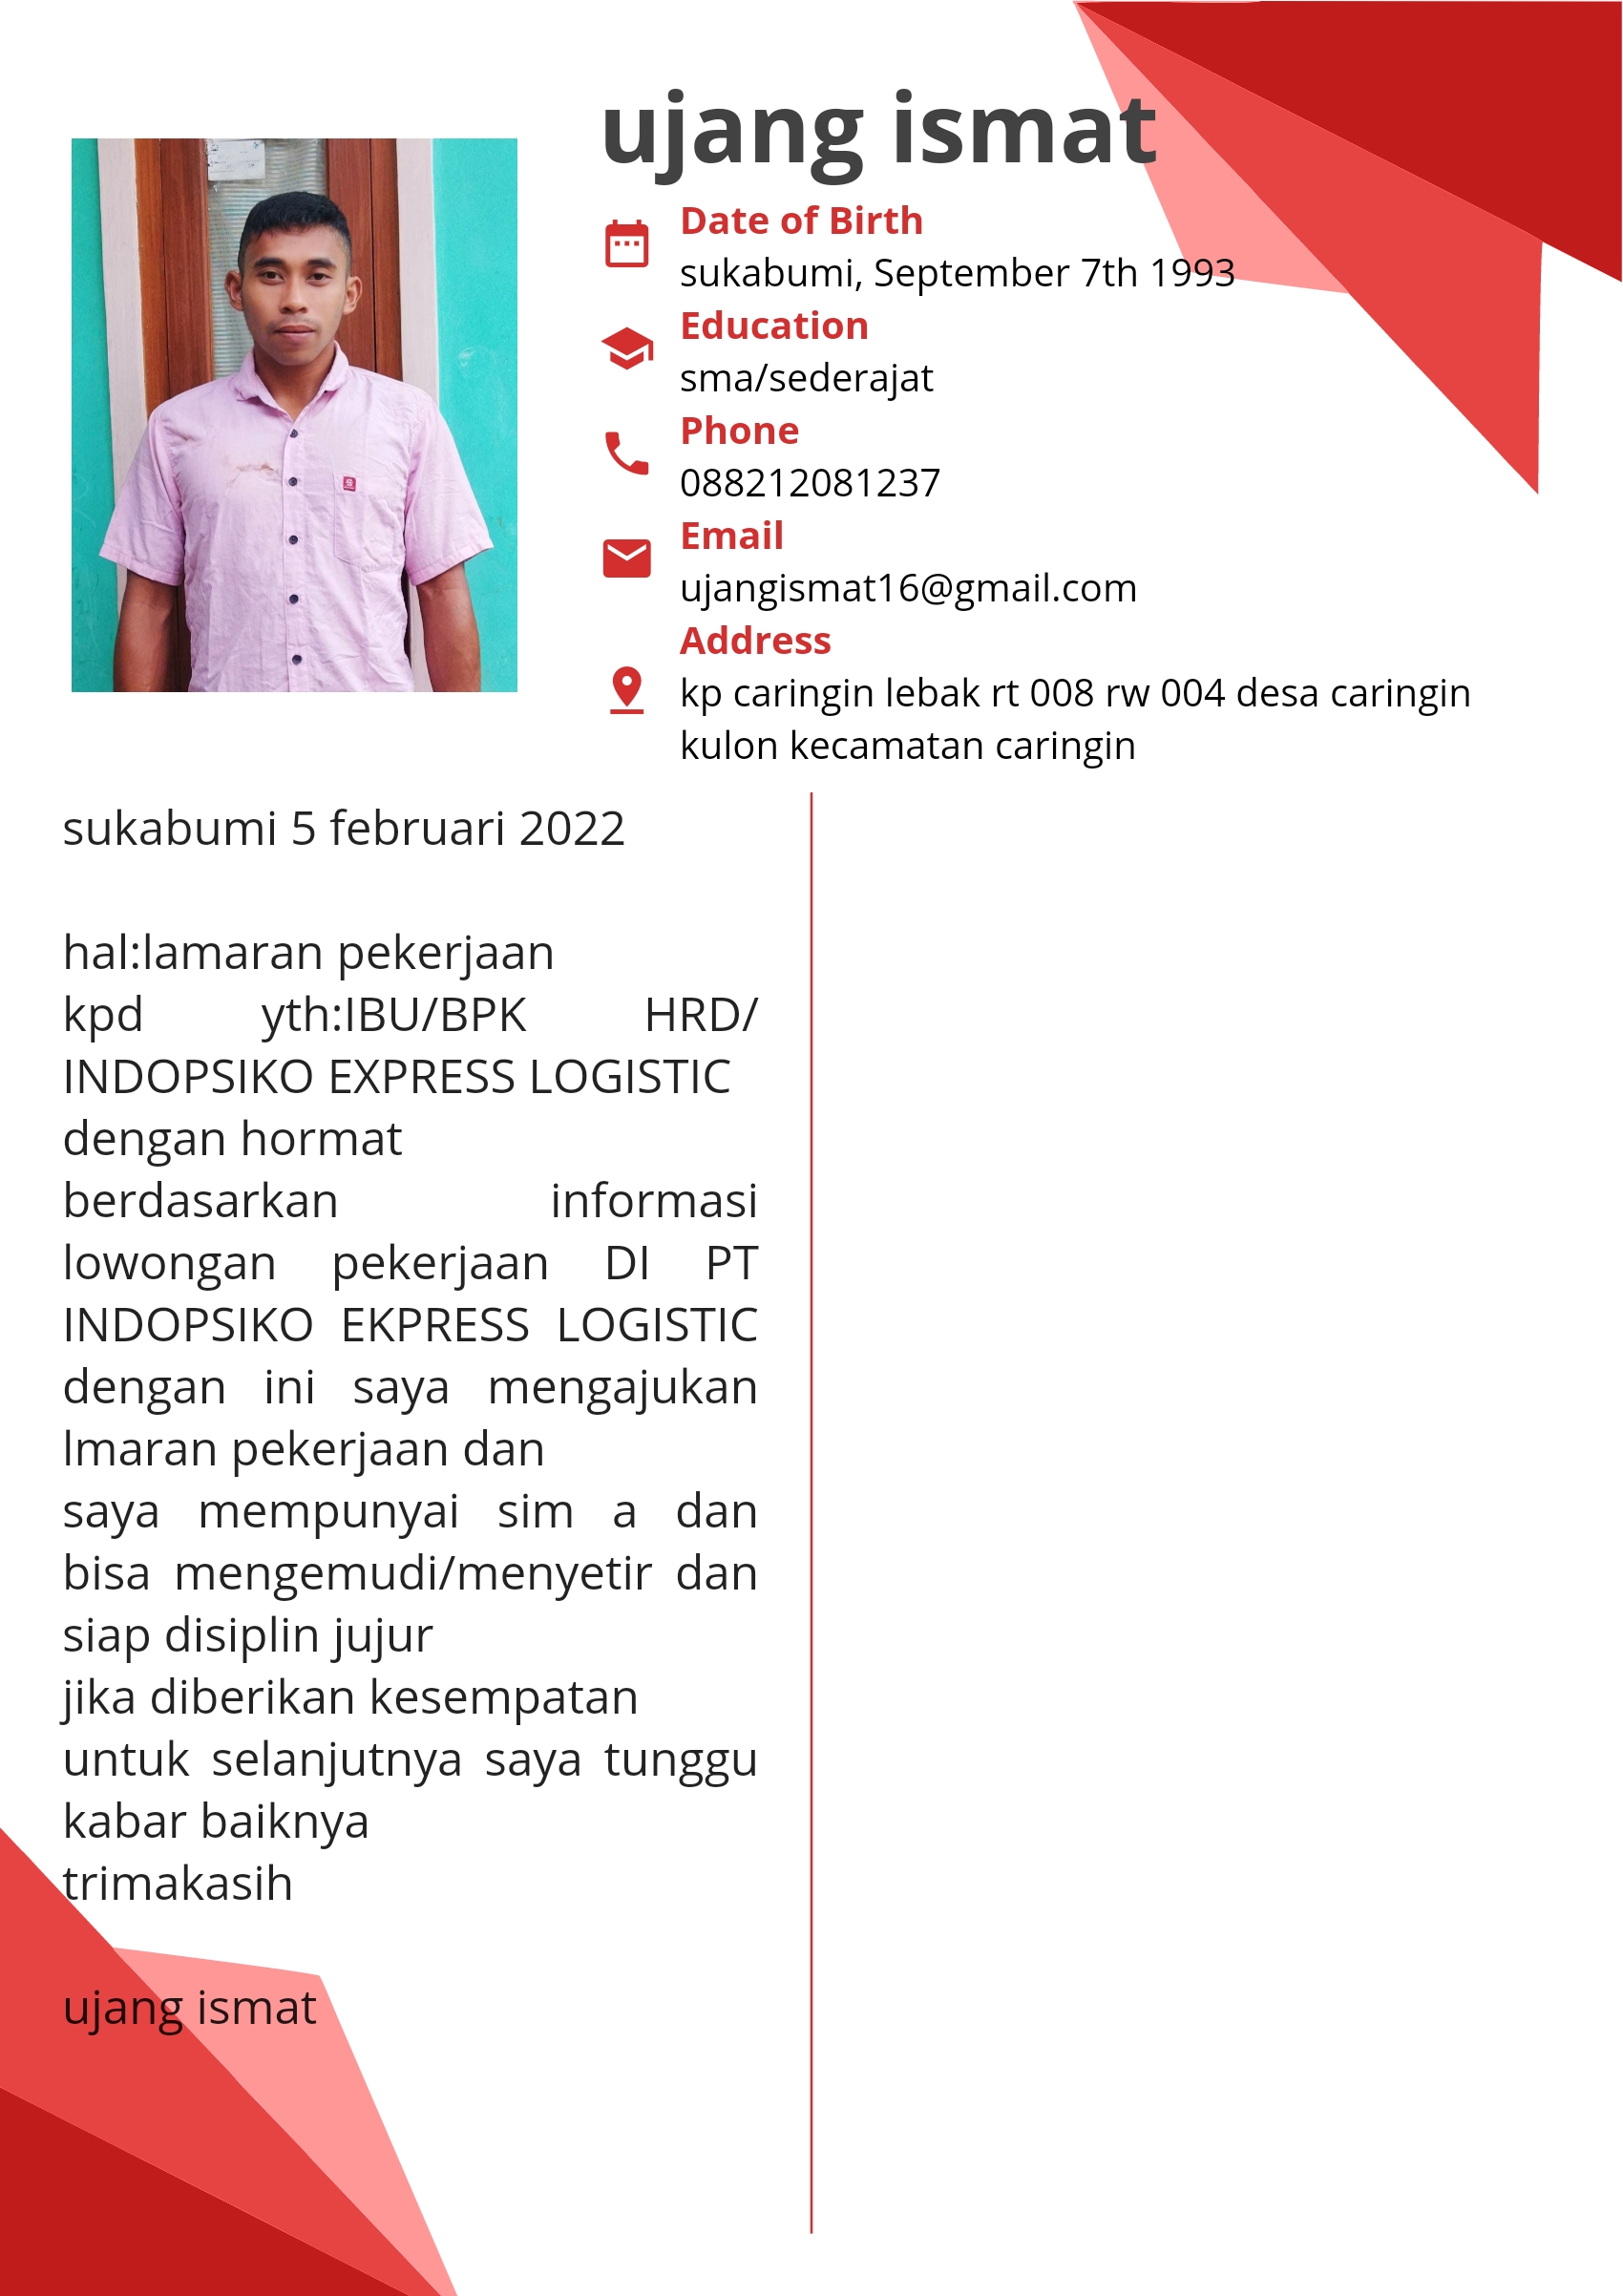 ujang ismat
Date of Birth
sukabumi, September 7th 1993
Education
sma/sederajat
Phone
088212081237
Email
ujangismat16@gmail.com
Address
kp caringin lebak rt 008 rw 004 desa caringin
kulon kecamatan caringin
sukabumi 5 februari 2022
hal:lamaran pekerjaan
kpd yth:IBU/BPK HRD/
INDOPSIKO EXPRESS LOGISTIC
dengan hormat
berdasarkan informasi
lowongan pekerjaan DI PT
INDOPSIKO EKPRESS LOGISTIC
dengan ini saya mengajukan
lmaran pekerjaan dan
saya mempunyai sim a dan
bisa mengemudi/menyetir dan
siap disiplin jujur
jika diberikan kesempatan
untuk selanjutnya saya tunggu
kabar baiknya
trimakasih
ujang ismat